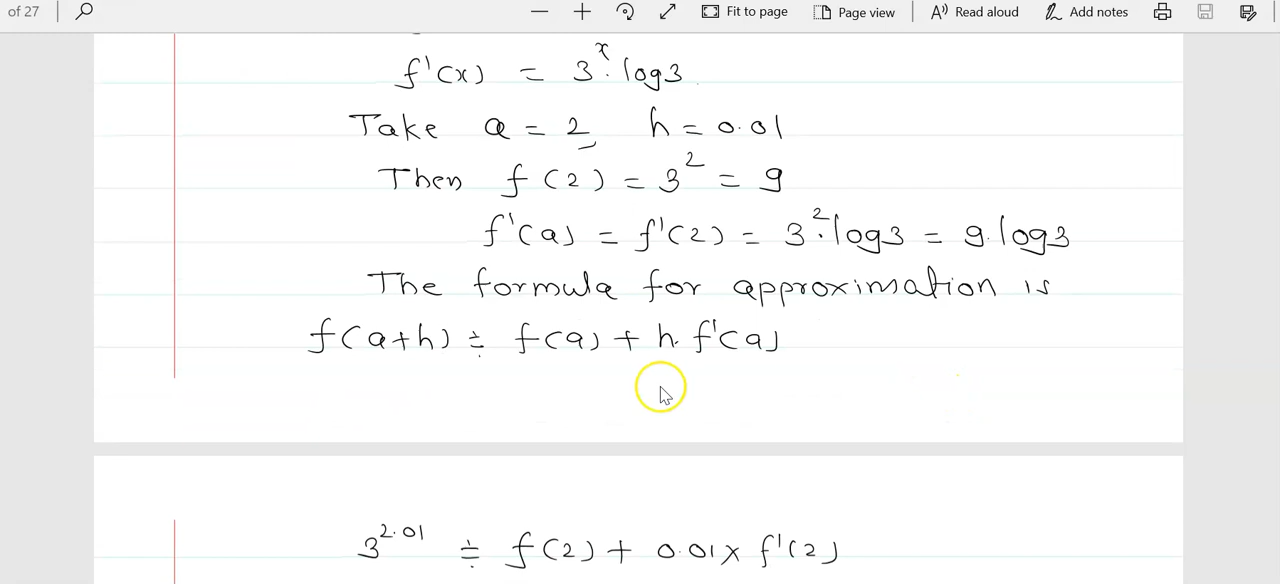 of 27 Fit to page Page view Read aloud Add notes
f'(x) = 3^x · log3
Take a = 2, h = 0.01
Then f(2) = 3^2 = 9
f'(a) = f'(2) = 3^2 · log3 = 9 · log3
The formula for approximation is
f(a+h) ≑ f(a) + h. f'(a)
3^2.01 ≑ f(2) + 0.01 × f'(2)